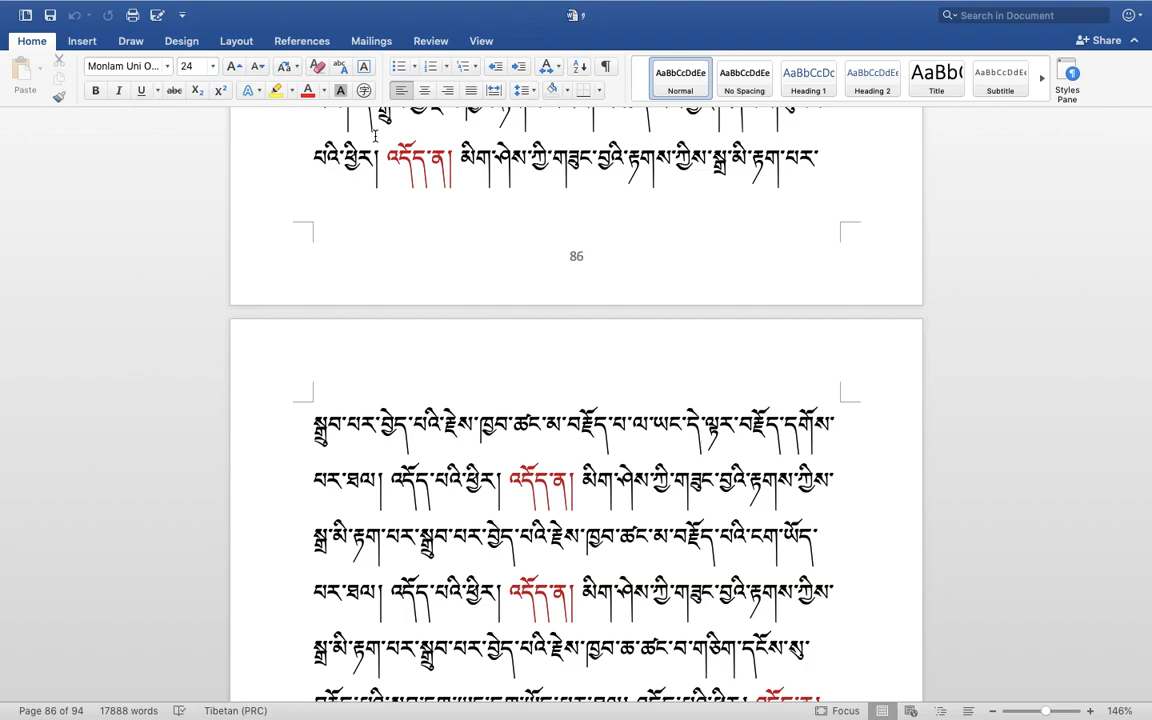 9
Search in Document
Home Insert Draw Design Layout References Mailings Review View Share
Paste Monlam Uni O... 24 AaBbCcDdEe AaBbCcDdEe AaBbCcDc AaBbCcDdEe AaBb( AaBbCcDdEe
Normal No Spacing Heading 1 Heading 2 Title Subtitle Styles Pane
པའི་ཕྱིར། འདོད་ན། མིག་ཤེས་ཀྱི་གཟུང་བྱའི་རྟགས་ཀྱིས་སྒྲ་མི་རྟག་པར་
86
སྒྲུབ་པར་བྱེད་པའི་རྗེས་ཁྱབ་ཚང་མ་བརྗོད་པ་ལ་ཡང་དེ་ལྟར་བརྗོད་དགོས་
པར་ཐལ། འདོད་པའི་ཕྱིར། འདོད་ན། མིག་ཤེས་ཀྱི་གཟུང་བྱའི་རྟགས་ཀྱིས་
སྒྲ་མི་རྟག་པར་སྒྲུབ་པར་བྱེད་པའི་རྗེས་ཁྱབ་ཚང་མ་བརྗོད་པའི་ངག་ཡོད་
པར་ཐལ། འདོད་པའི་ཕྱིར། འདོད་ན། མིག་ཤེས་ཀྱི་གཟུང་བྱའི་རྟགས་ཀྱིས་
སྒྲ་མི་རྟག་པར་སྒྲུབ་པར་བྱེད་པའི་རྗེས་ཁྱབ་ཆ་ཚང་བ་གཅིག་དངོས་སུ་
Page 86 of 94 17888 words Tibetan (PRC) Focus 146%